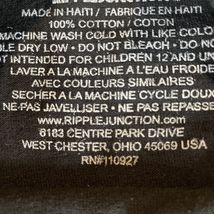 MADE IN HAITI / FABRIQUE EN HAITI
100% COTTON / COTON
MACHINE WASH COLD WITH LIKE COLO
BLE DRY LOW • DO NOT BLEACH • DO NOT
OT INTENDED FOR CHILDREN 12 AND UN
LAVER A LA MACHINE A L'EAU FROIDE
AVEC COULEURS SIMILAIRES
SECHER A LA MACHINE CYCLE DOUX
NE-PAS JAVELLISER • NE PAS REPASSE
WWW.RIPPLEJUNCTION.COM
6183 CENTRE PARK DRIVE
WEST CHESTER, OHIO 45069 USA
RN#110927